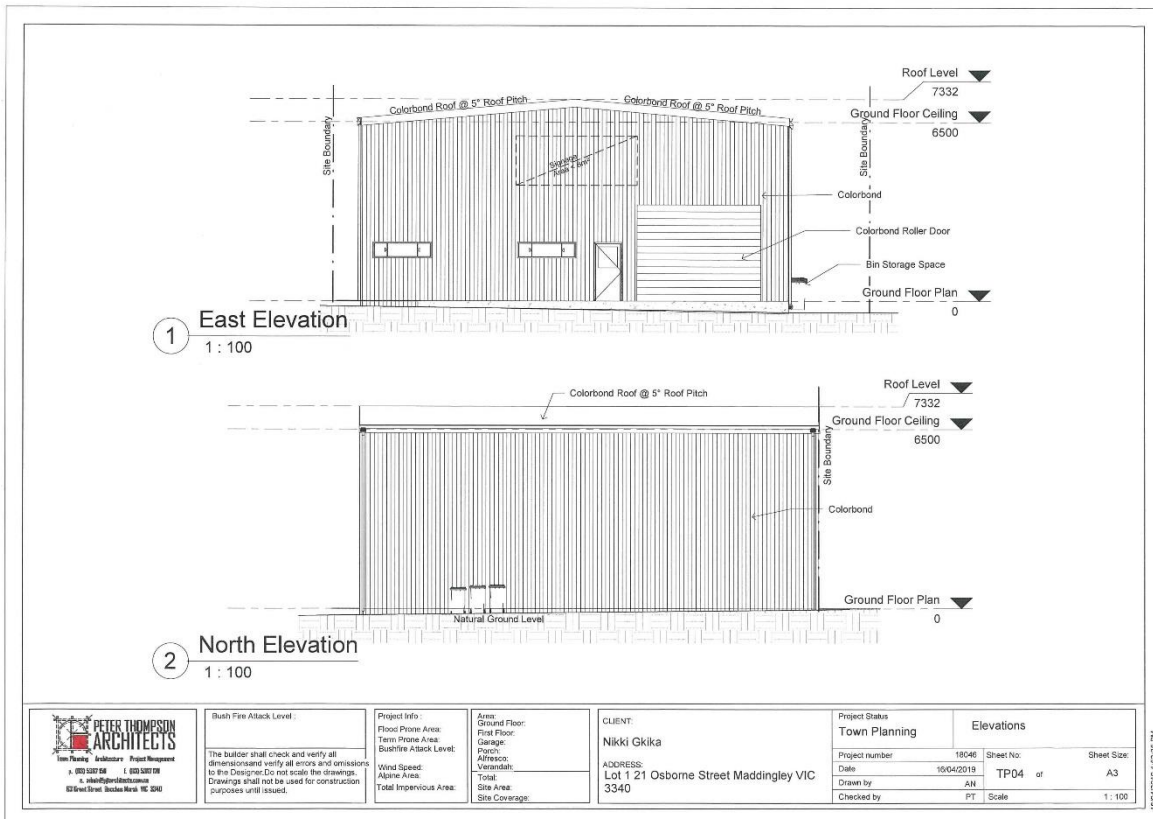 Roof Level
7332
Colorbond Roof @ 5° Roof Pitch
Colorbond Roof @ 5° Roof Pitch
Ground Floor Ceiling
6500
Site Boundary
Site Boundary
Signage
Area < 8m²
Colorbond
Colorbond Roller Door
Bin Storage Space
Ground Floor Plan
0
1
East Elevation
1 : 100
Roof Level
7332
Colorbond Roof @ 5° Roof Pitch
Ground Floor Ceiling
6500
Site Boundary
Colorbond
Ground Floor Plan
0
Natural Ground Level
2
North Elevation
1 : 100
PETER THOMPSON
ARCHITECTS
Town Planning Architecture Project Management
Bush Fire Attack Level :
The builder shall check and verify all
dimensionsand verify all errors and omissions
to the Designer.Do not scale the drawings.
Drawings shall not be used for construction
purposes until issued.
Project Info :
Flood Prone Area:
Term Prone Area:
Bushfire Attack Level:
Wind Speed:
Alpine Area:
Total Impervious Area:
Area:
Ground Floor:
First Floor:
Garage:
Porch:
Alfresco:
Verandah:
Total:
Site Area:
Site Coverage:
CLIENT:
Nikki Gkika
ADDRESS:
Lot 1 21 Osborne Street Maddingley VIC
3340
Project Status
Town Planning
Project number 18046
Date 16/04/2019
Drawn by AN
Checked by PT
Elevations
Sheet No: Sheet Size:
TP04 of A3
Scale 1 : 100